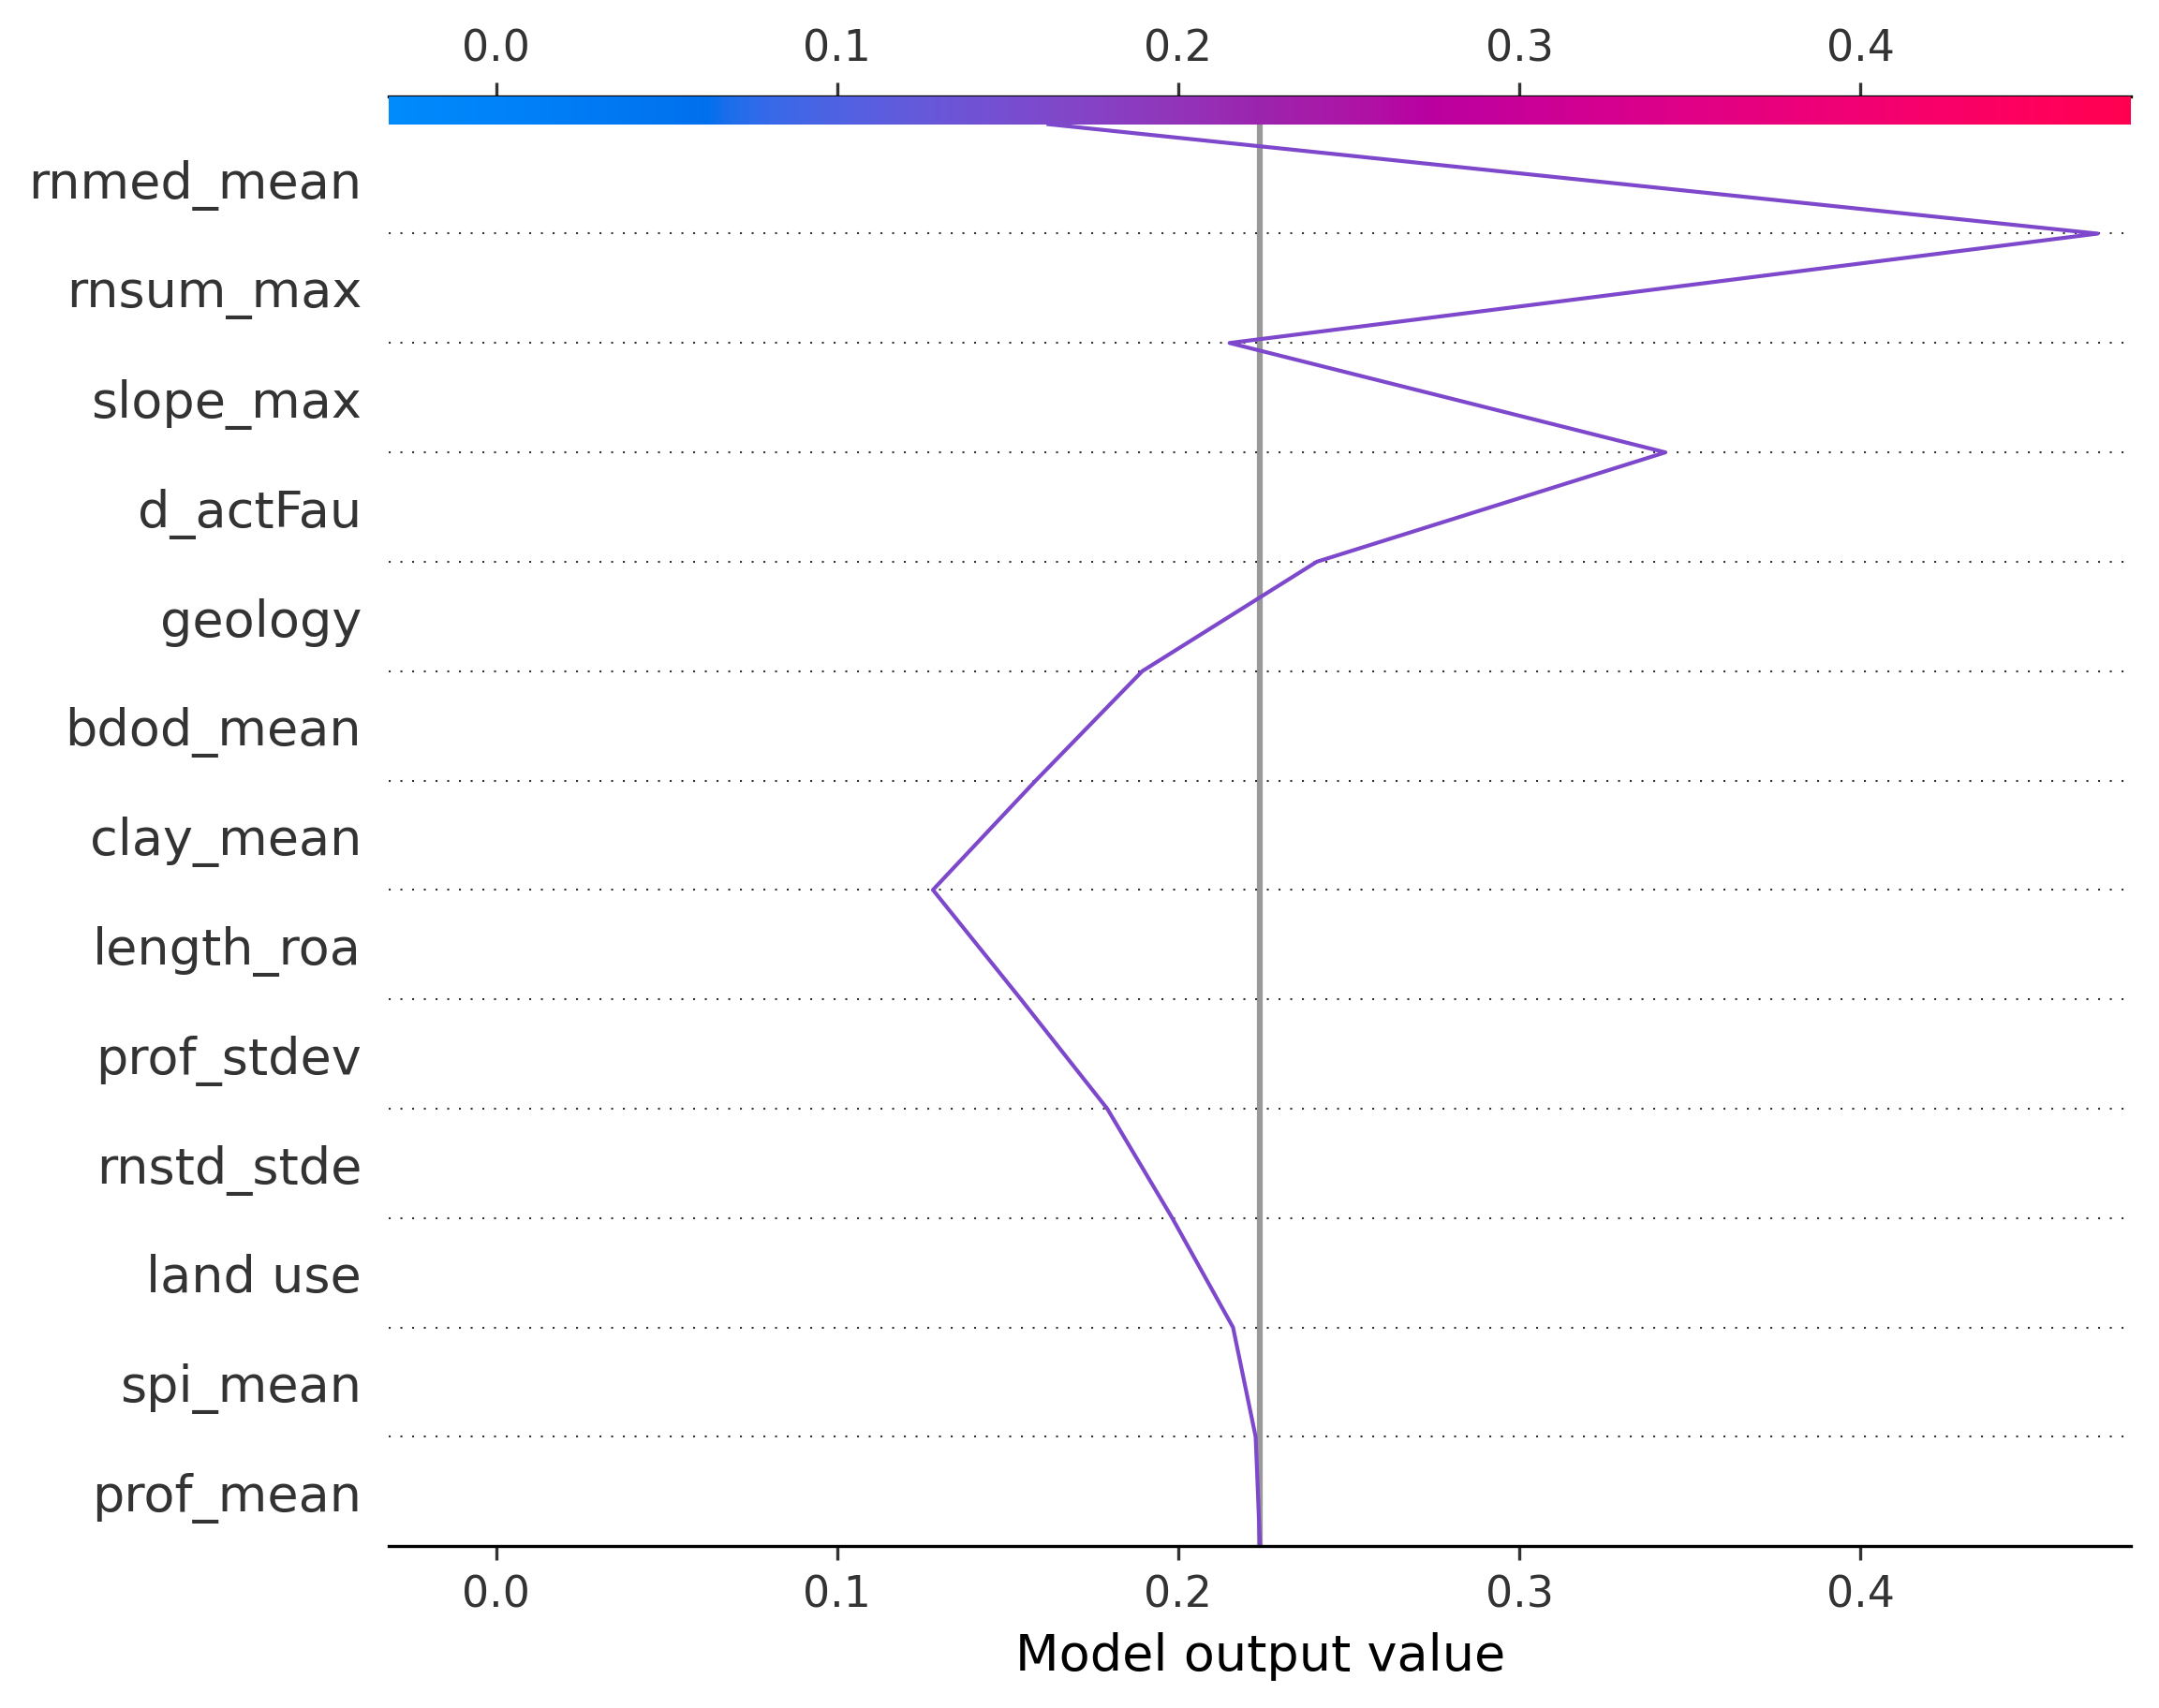 0.0 0.1 0.2 0.3 0.4
rnmed_mean
rnsum_max
slope_max
d_actFau
geology
bdod_mean
clay_mean
length_roa
prof_stdev
rnstd_stde
land use
spi_mean
prof_mean
0.0 0.1 0.2 0.3 0.4
Model output value